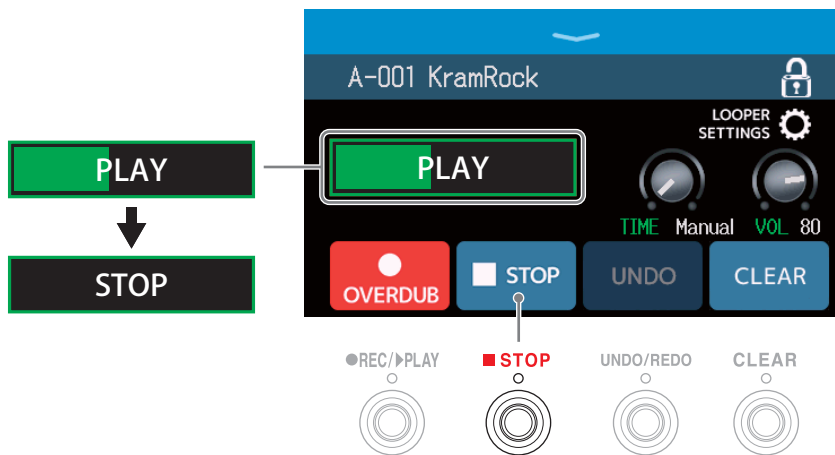 A-001 KramRock
LOOPER
SETTINGS
PLAY
PLAY
TIME Manual VOL 80
STOP
OVERDUB
STOP
UNDO
CLEAR
●REC/▶PLAY
■STOP
UNDO/REDO
CLEAR